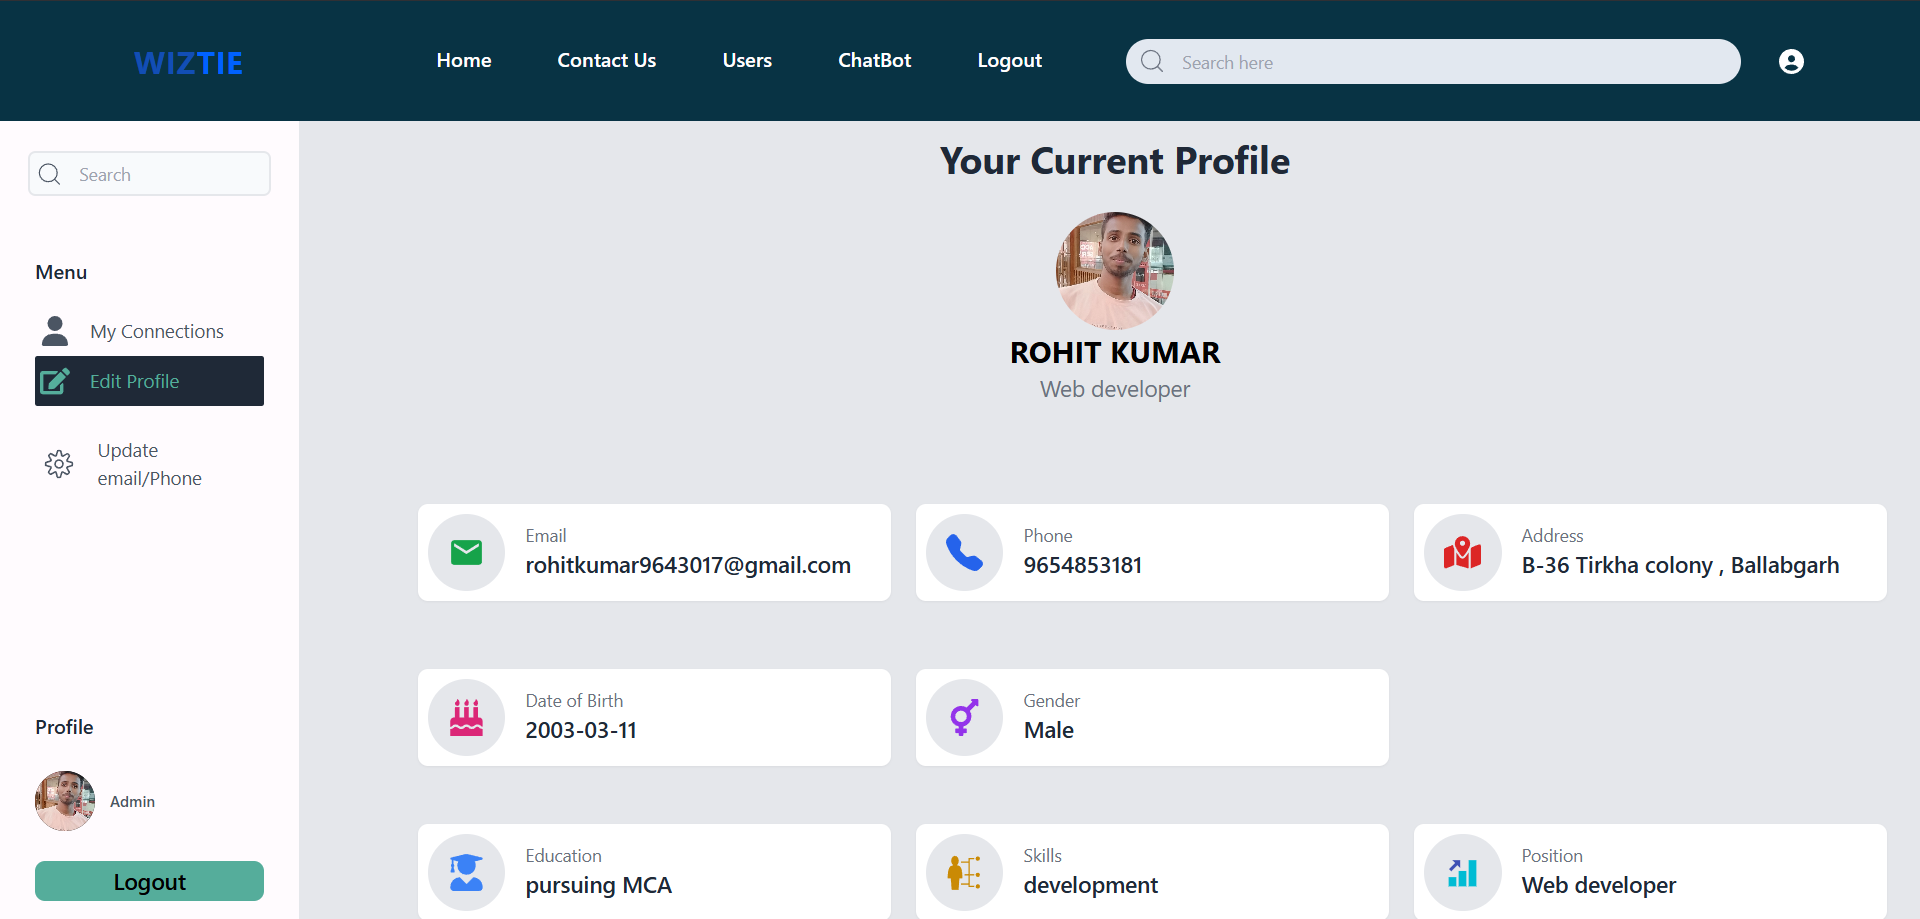 WIZTIE
Home
Contact Us
Users
ChatBot
Logout
Search here
Search
Menu
My Connections
Edit Profile
Update
email/Phone
Profile
Admin
Logout
Your Current Profile
ROHIT KUMAR
Web developer
Email
rohitkumar9643017@gmail.com
Phone
9654853181
Address
B-36 Tirkha colony , Ballabgarh
Date of Birth
2003-03-11
Gender
Male
Education
pursuing MCA
Skills
development
Position
Web developer